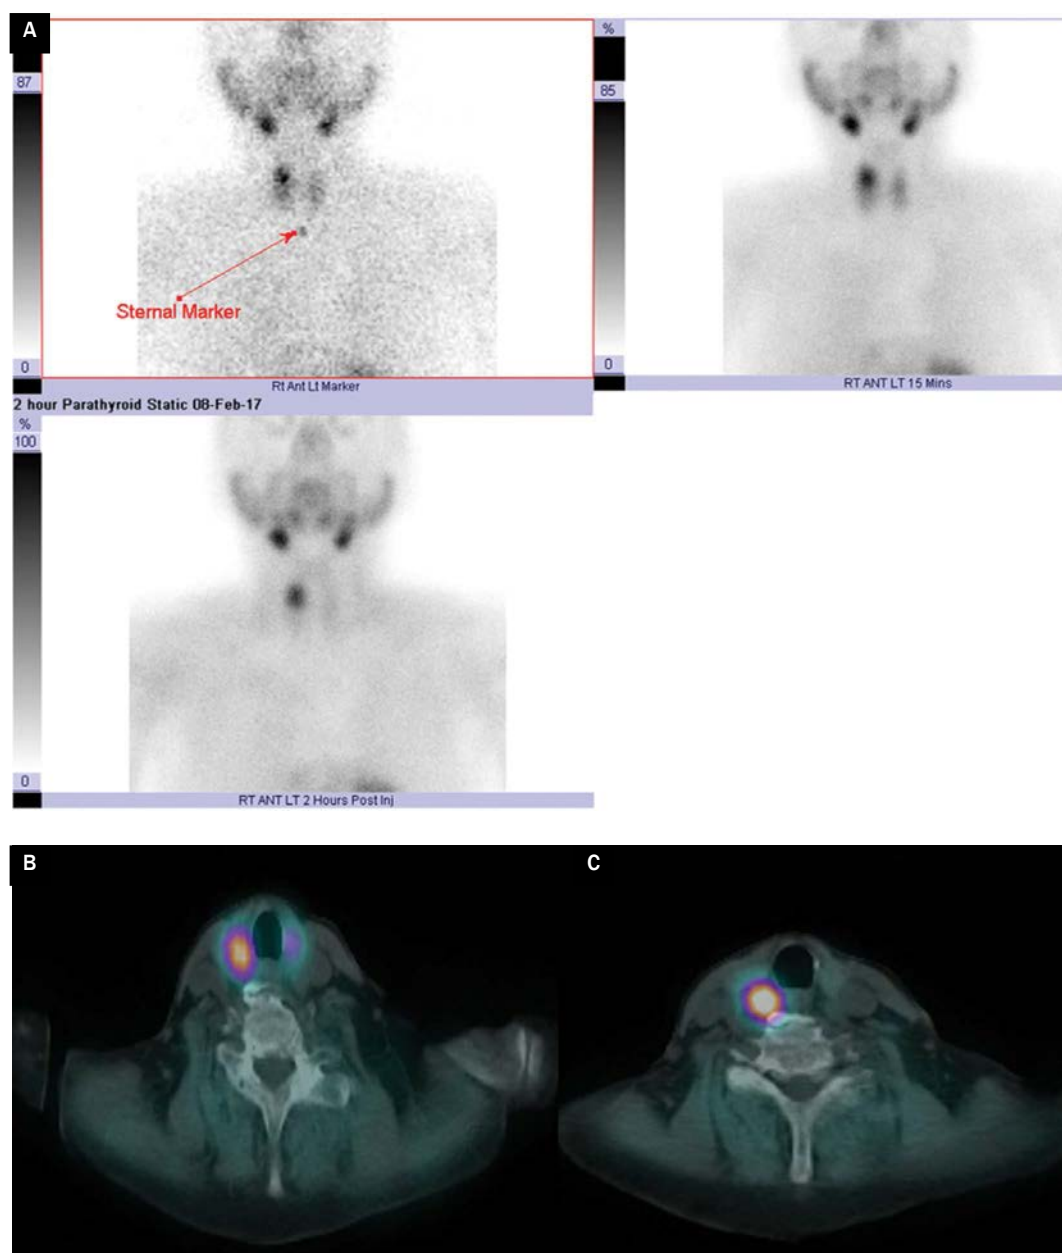 A
%
87
85
Sternal Marker
0
0
Rt Ant Lt Marker
RT ANT LT 15 Mins
2 hour Parathyroid Static 08-Feb-17
%
100
0
RT ANT LT 2 Hours Post Inj
B
C